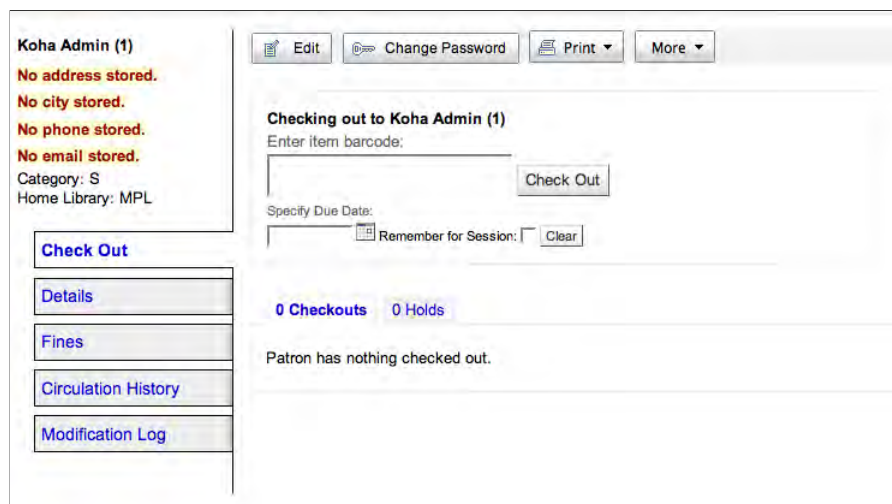 Koha Admin (1)
No address stored.
No city stored.
No phone stored.
No email stored.
Category: S
Home Library: MPL
Check Out
Details
Fines
Circulation History
Modification Log
Edit
Change Password
Print
More
Checking out to Koha Admin (1)
Enter item barcode:
Check Out
Specify Due Date:
Remember for Session:
Clear
0 Checkouts
0 Holds
Patron has nothing checked out.